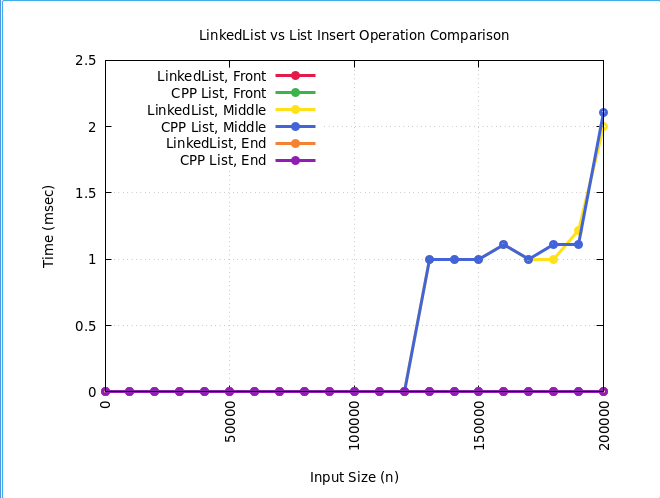 LinkedList vs List Insert Operation Comparison
LinkedList, Front
CPP List, Front
LinkedList, Middle
CPP List, Middle
LinkedList, End
CPP List, End
Time (msec)
2.5
2
1.5
1
0.5
0
0
50000
100000
150000
200000
Input Size (n)